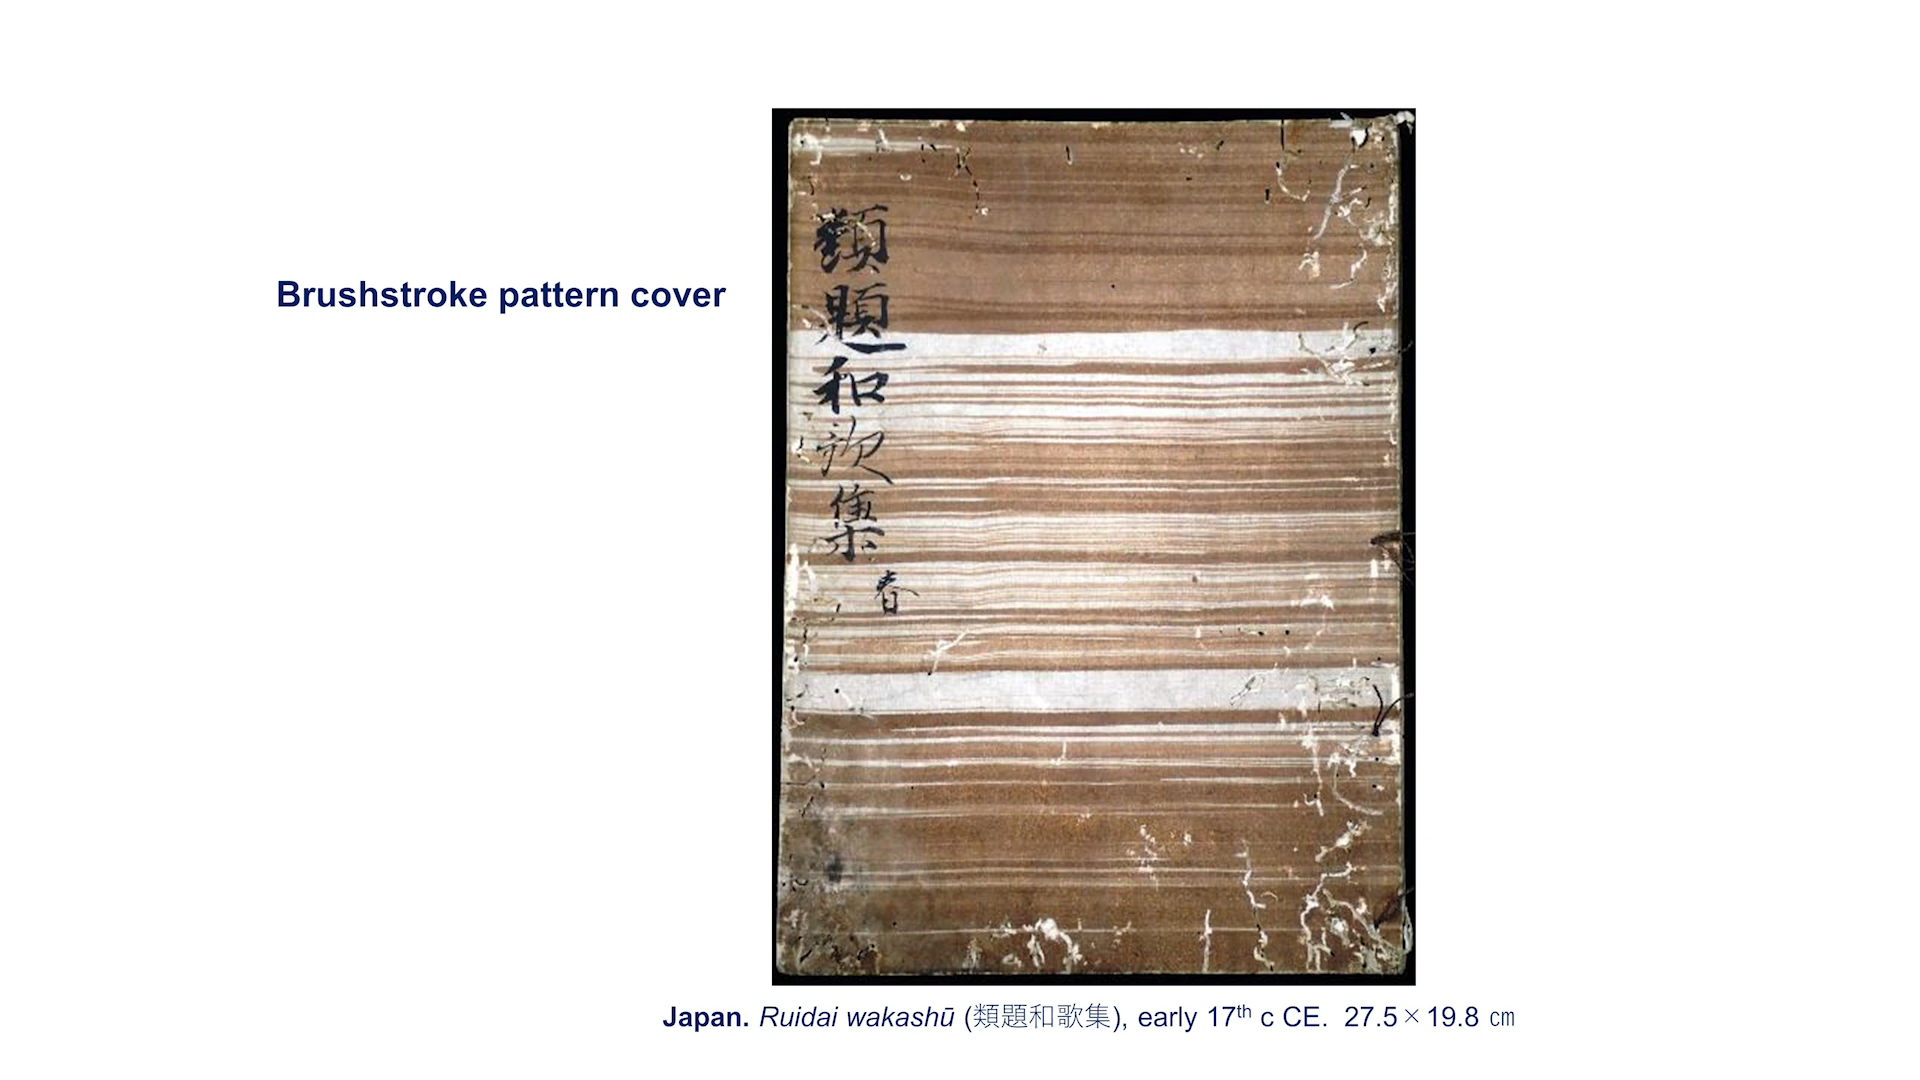 Brushstroke pattern cover
類題和歌集
春
Japan. Ruidai wakashū (類題和歌集), early 17th c CE. 27.5×19.8 ㎝